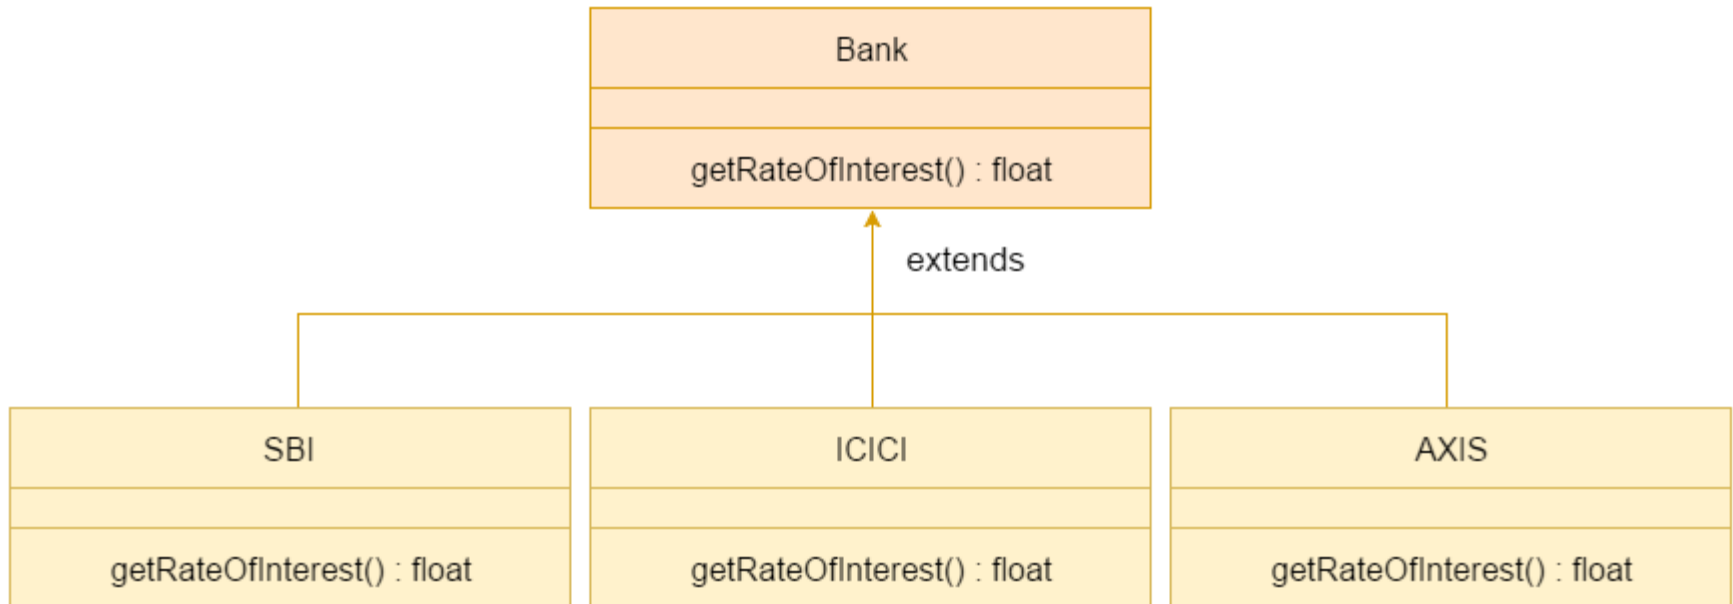 Bank
getRateOfInterest() : float
extends
SBI
ICICI
AXIS
getRateOfInterest() : float
getRateOfInterest() : float
getRateOfInterest() : float